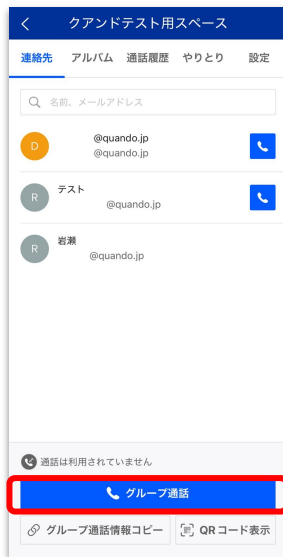 クアンドテスト用スペース
連絡先 アルバム 通話履歴 やりとり 設定
名前、メールアドレス
D
@quando.jp
@quando.jp
R
テスト
@quando.jp
R
岩瀬
@quando.jp
通話は利用されていません
グループ通話
グループ通話情報コピー
QRコード表示